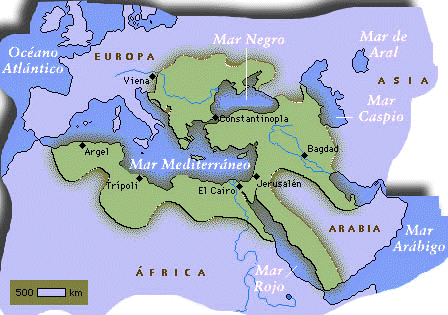 Mar Negro
Mar de
Aral
EUROPA
Océano
Atlántico
ASIA
Viena
Mar
Caspio
Constantinopla
Argel
Bagdad
Mar Mediterráneo
Trípoli
El Cairo
Jerusalén
ARABIA
Mar
Arábigo
ÁFRICA
Mar
Rojo
500 km